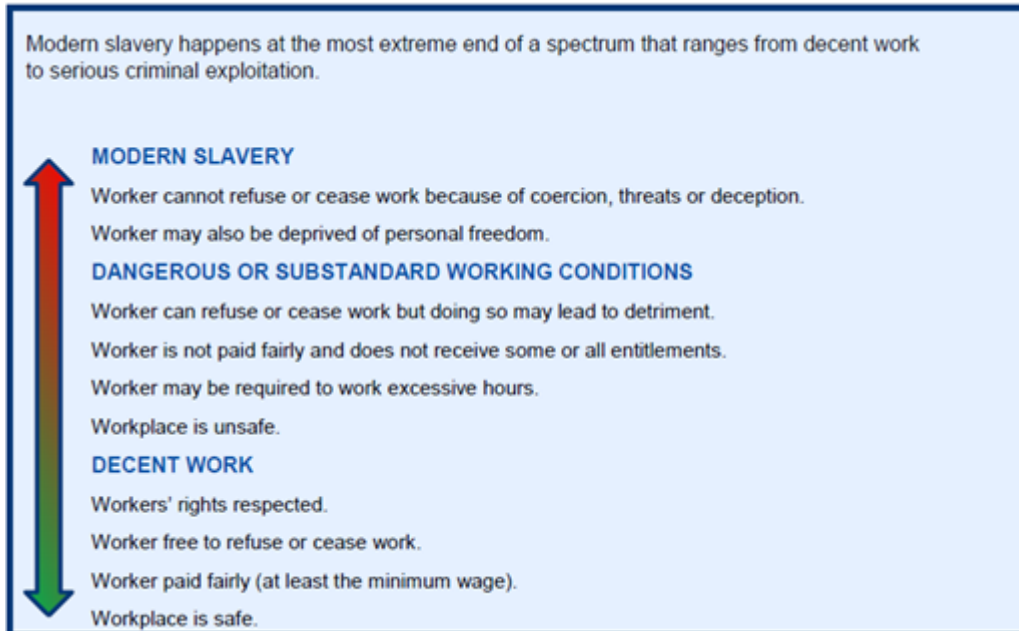 Modern slavery happens at the most extreme end of a spectrum that ranges from decent work
to serious criminal exploitation.
MODERN SLAVERY
Worker cannot refuse or cease work because of coercion, threats or deception.
Worker may also be deprived of personal freedom.
DANGEROUS OR SUBSTANDARD WORKING CONDITIONS
Worker can refuse or cease work but doing so may lead to detriment.
Worker is not paid fairly and does not receive some or all entitlements.
Worker may be required to work excessive hours.
Workplace is unsafe.
DECENT WORK
Workers' rights respected.
Worker free to refuse or cease work.
Worker paid fairly (at least the minimum wage).
Workplace is safe.